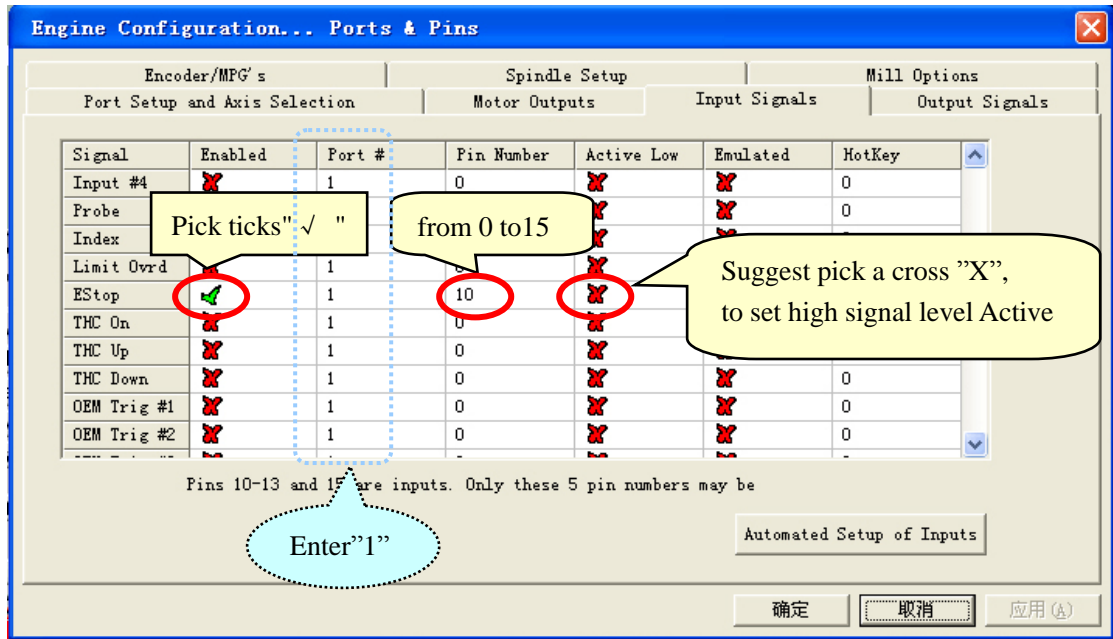 Engine Configuration... Ports & Pins
Encoder/MPG's Spindle Setup Mill Options
Port Setup and Axis Selection Motor Outputs Input Signals Output Signals
Signal Enabled Port # Pin Number Active Low Emulated HotKey
Input #4 1 0 0
Probe 0
Index
Limit Ovrd 1
EStop 1 10
THC On 1 0
THC Up 1 0
THC Down 1 0 0
OEM Trig #1 1 0 0
OEM Trig #2 1 0 0
Pick ticks" √ "
from 0 to15
Suggest pick a cross ”X”,
to set high signal level Active
Pins 10-13 and 15 are inputs. Only these 5 pin numbers may be
Enter”1”
Automated Setup of Inputs
确定 取消 应用(A)